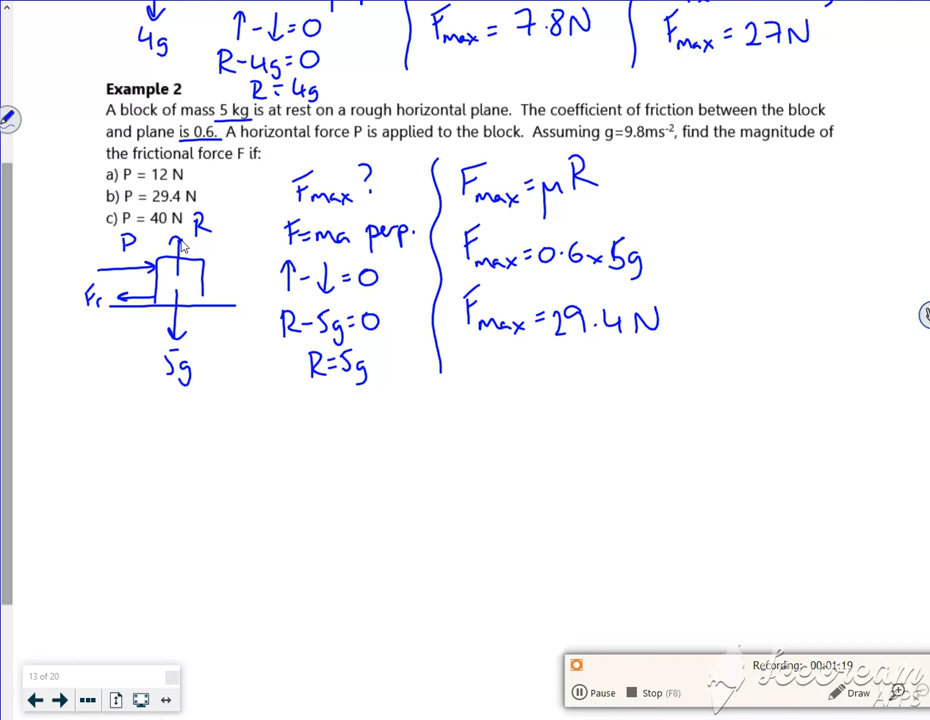 4g
↑-↓=0
R-4g=0
R=4g
Fmax = 7.8N
Fmax = 27N
Example 2
A block of mass 5 kg is at rest on a rough horizontal plane. The coefficient of friction between the block
and plane is 0.6. A horizontal force P is applied to the block. Assuming g=9.8ms⁻², find the magnitude of
the frictional force F if:
a) P = 12 N
b) P = 29.4 N
c) P = 40 N
P
R
Fr
5g
Fmax?
F=ma perp.
↑-↓=0
R-5g=0
R=5g
Fmax=μR
Fmax=0.6×5g
Fmax=29.4N
13 of 20
Recording:- 00:01:19
Pause
Stop (F8)
Draw
icecream
APPS